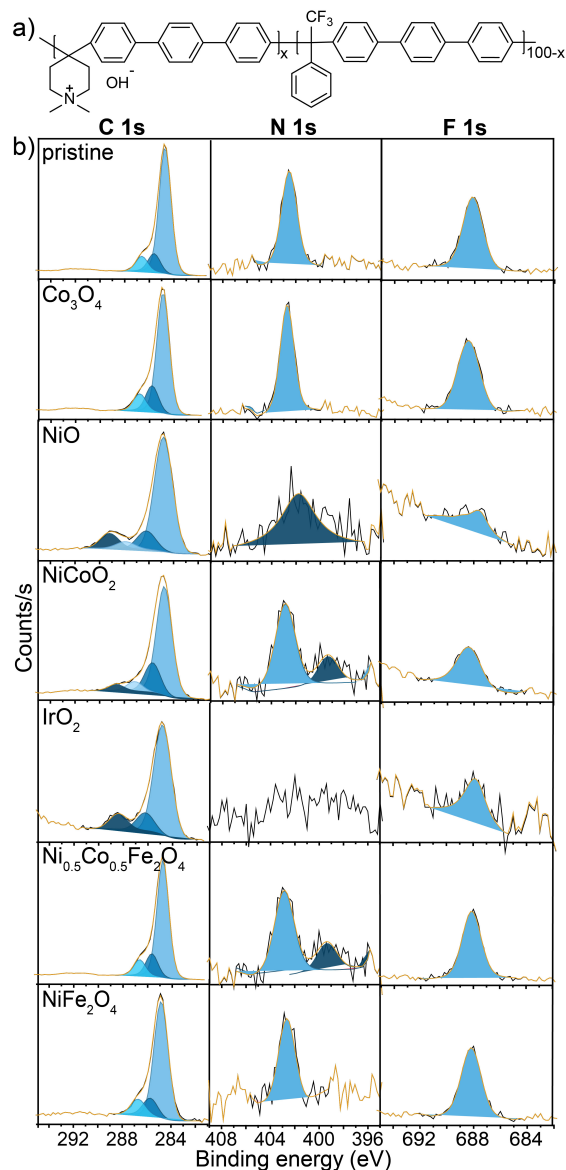 a)
CF₃
x
100-x
N
+
OH⁻
C 1s N 1s F 1s
b)
pristine
Co₃O₄
NiO
NiCoO₂
IrO₂
Ni₀.₅Co₀.₅Fe₂O₄
NiFe₂O₄
Counts/s
292 288 284 408 404 400 396 692 688 684
Binding energy (eV)